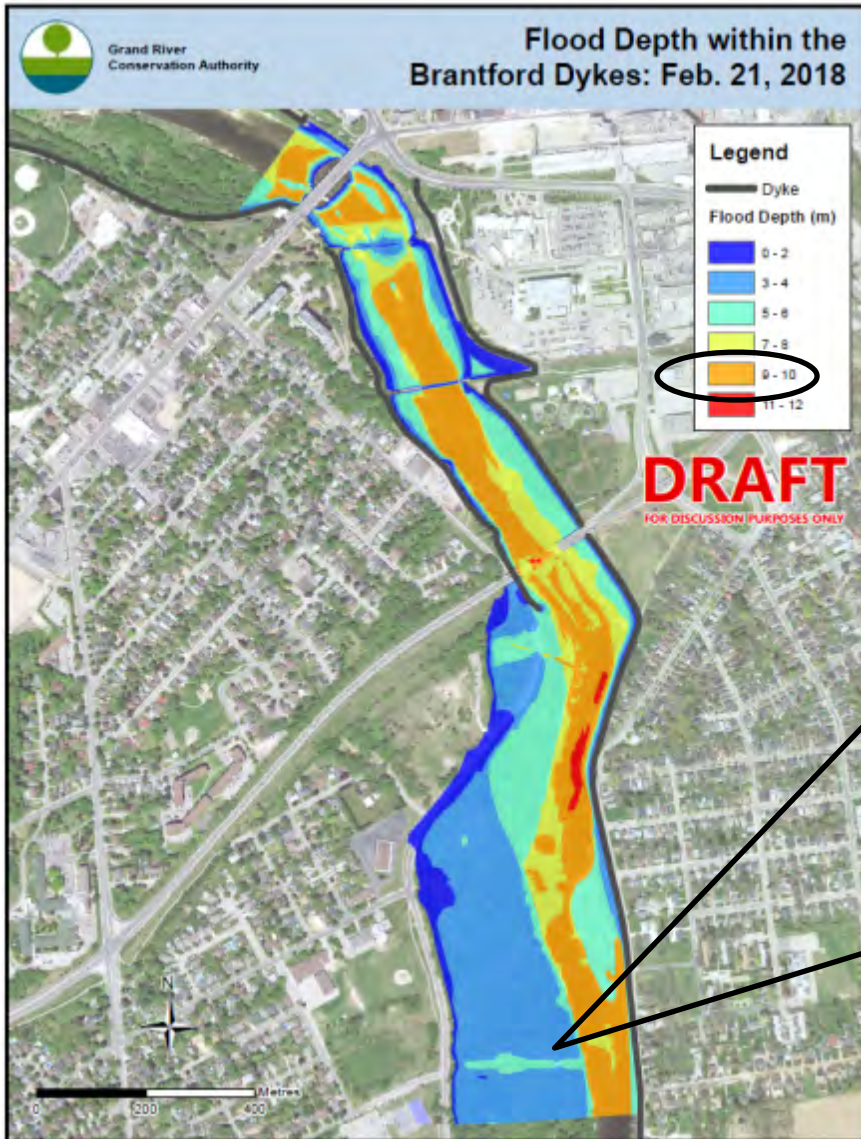 Grand River
Conservation Authority
Flood Depth within the
Brantford Dykes: Feb. 21, 2018
Legend
Dyke
Flood Depth (m)
0 - 2
3 - 4
5 - 6
7 - 8
9 - 10
11 - 12
DRAFT
FOR DISCUSSION PURPOSES ONLY
N
Metres
0
200
400